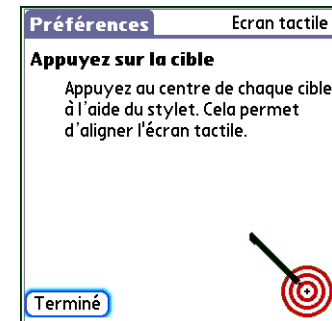 Préférences Ecran tactile
Appuyez sur la cible
Appuyez au centre de chaque cible
à l'aide du stylet. Cela permet
d'aligner l'écran tactile.
Terminé